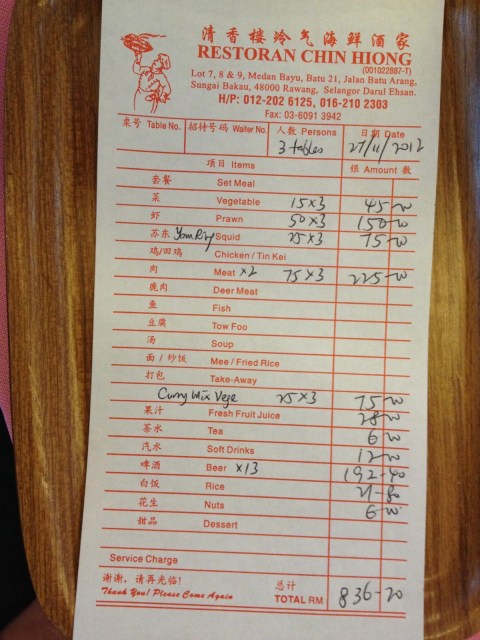 清香楼冷气海鲜酒家
RESTORAN CHIN HIONG
(001022887-T)
Lot 7, 8 & 9, Medan Bayu, Batu 21, Jalan Batu Arang,
Sungai Bakau, 48000 Rawang, Selangor Darul Ehsan.
H/P: 012-202 6125, 016-210 2303
Fax: 03-6091 3942
桌号 Table No. 招待号码 Waiter No. 人数 Persons 日期 Date
3 tables 27/11/2012
项目 Items 银 Amount 数
套餐 Set Meal
菜 Vegetable 15x3 45-00
虾 Prawn 50x3 150-00
苏东 Squid 25x3 75-00
鸡/田鸡 Chicken / Tin Kei
肉 Meat x2 75x3 225-00
鹿肉 Deer Meat
鱼 Fish
豆腐 Tow Foo
汤 Soup
面 / 炒饭 Mee / Fried Rice
打包 Take-Away
Curry Mix Vege 25x3 75-00
果汁 Fresh Fruit Juice 28-00
茶水 Tea 6-00
汽水 Soft Drinks 12-00
啤酒 Beer x13 192-40
白饭 Rice 21-80
花生 Nuts 6-00
甜品 Dessert
Service Charge
谢谢，请再光临!
Thank You! Please Come Again
总计
TOTAL RM 836-20